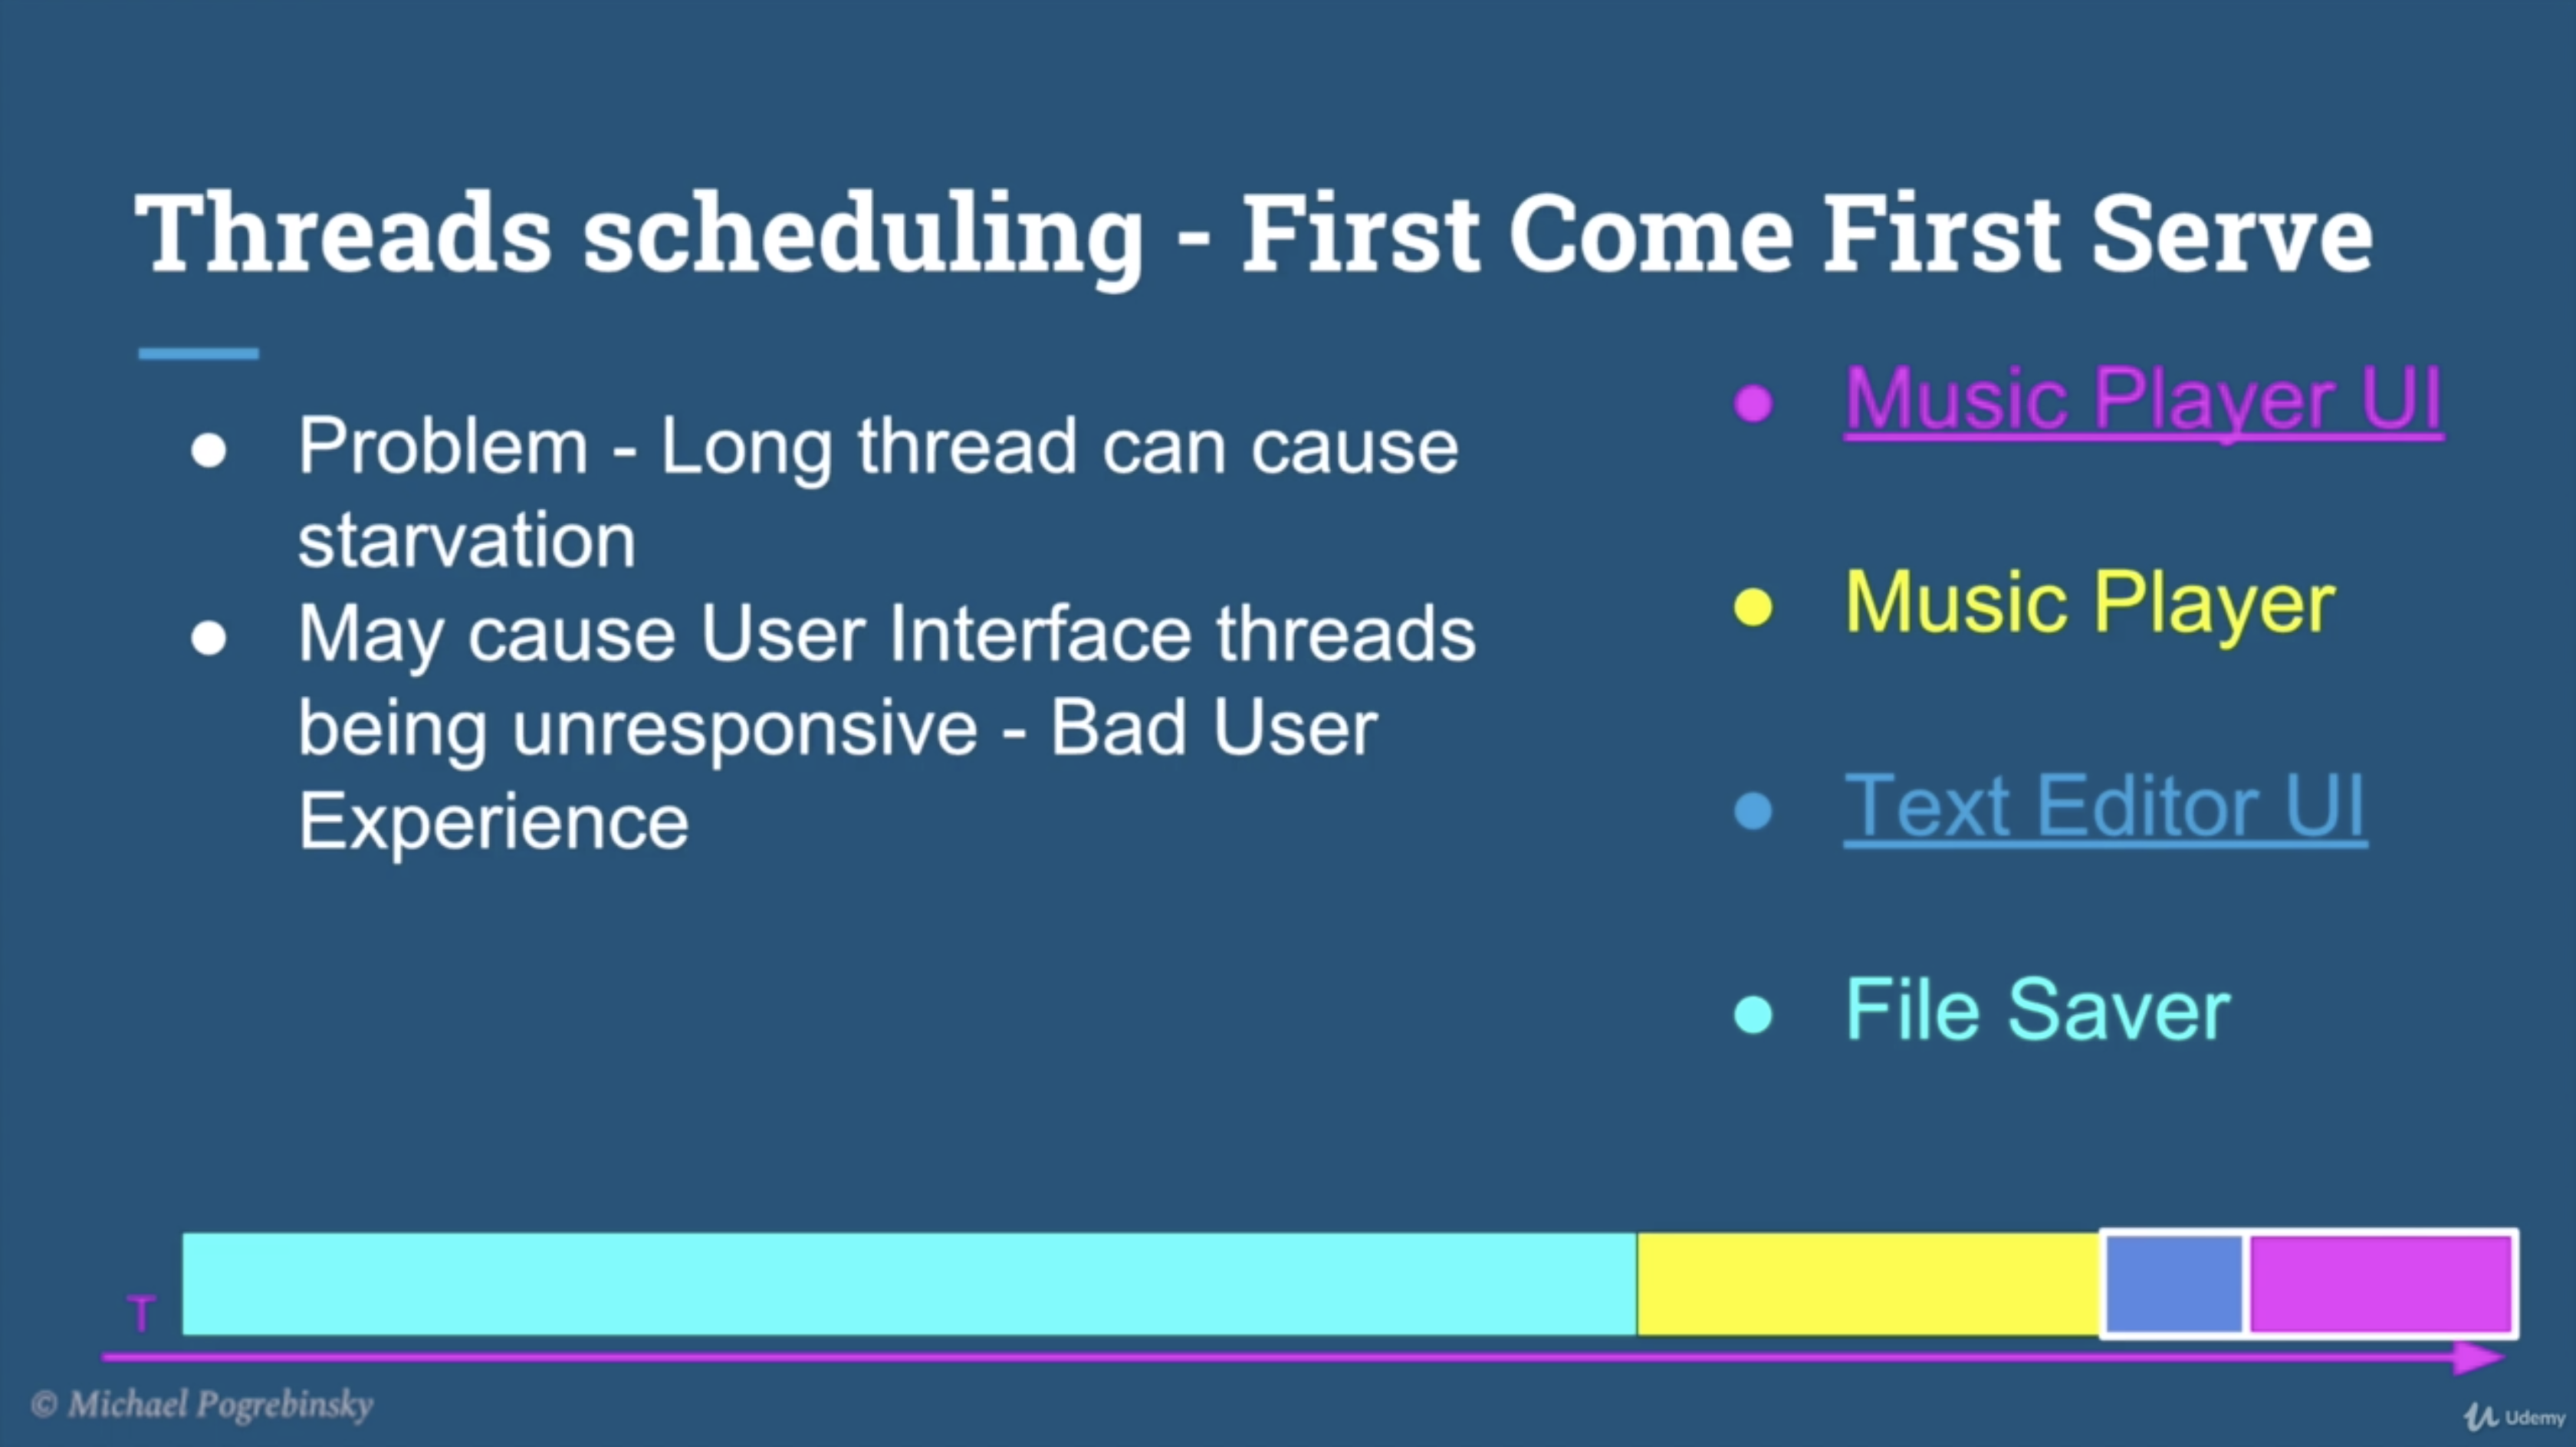 Threads scheduling - First Come First Serve
Problem - Long thread can cause
starvation
May cause User Interface threads
being unresponsive - Bad User
Experience
Music Player UI
Music Player
Text Editor UI
File Saver
T
© Michael Pogrebinsky
Udemy